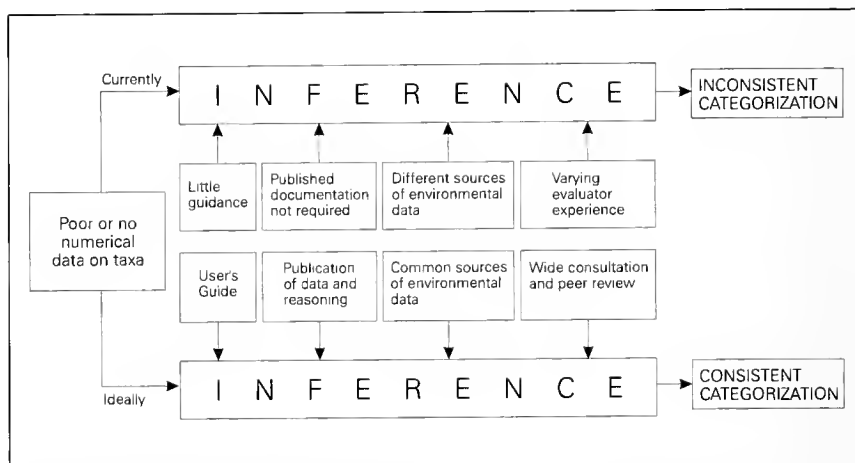 Currently
I N F E R E N C E
INCONSISTENT
CATEGORIZATION
Little
guidance
Published
documentation
not required
Different sources
of environmental
data
Varying
evaluator
experience
Poor or no
numerical
data on taxa
User's
Guide
Publication
of data and
reasoning
Common sources
of environmental
data
Wide consultation
and peer review
Ideally
I N F E R E N C E
CONSISTENT
CATEGORIZATION